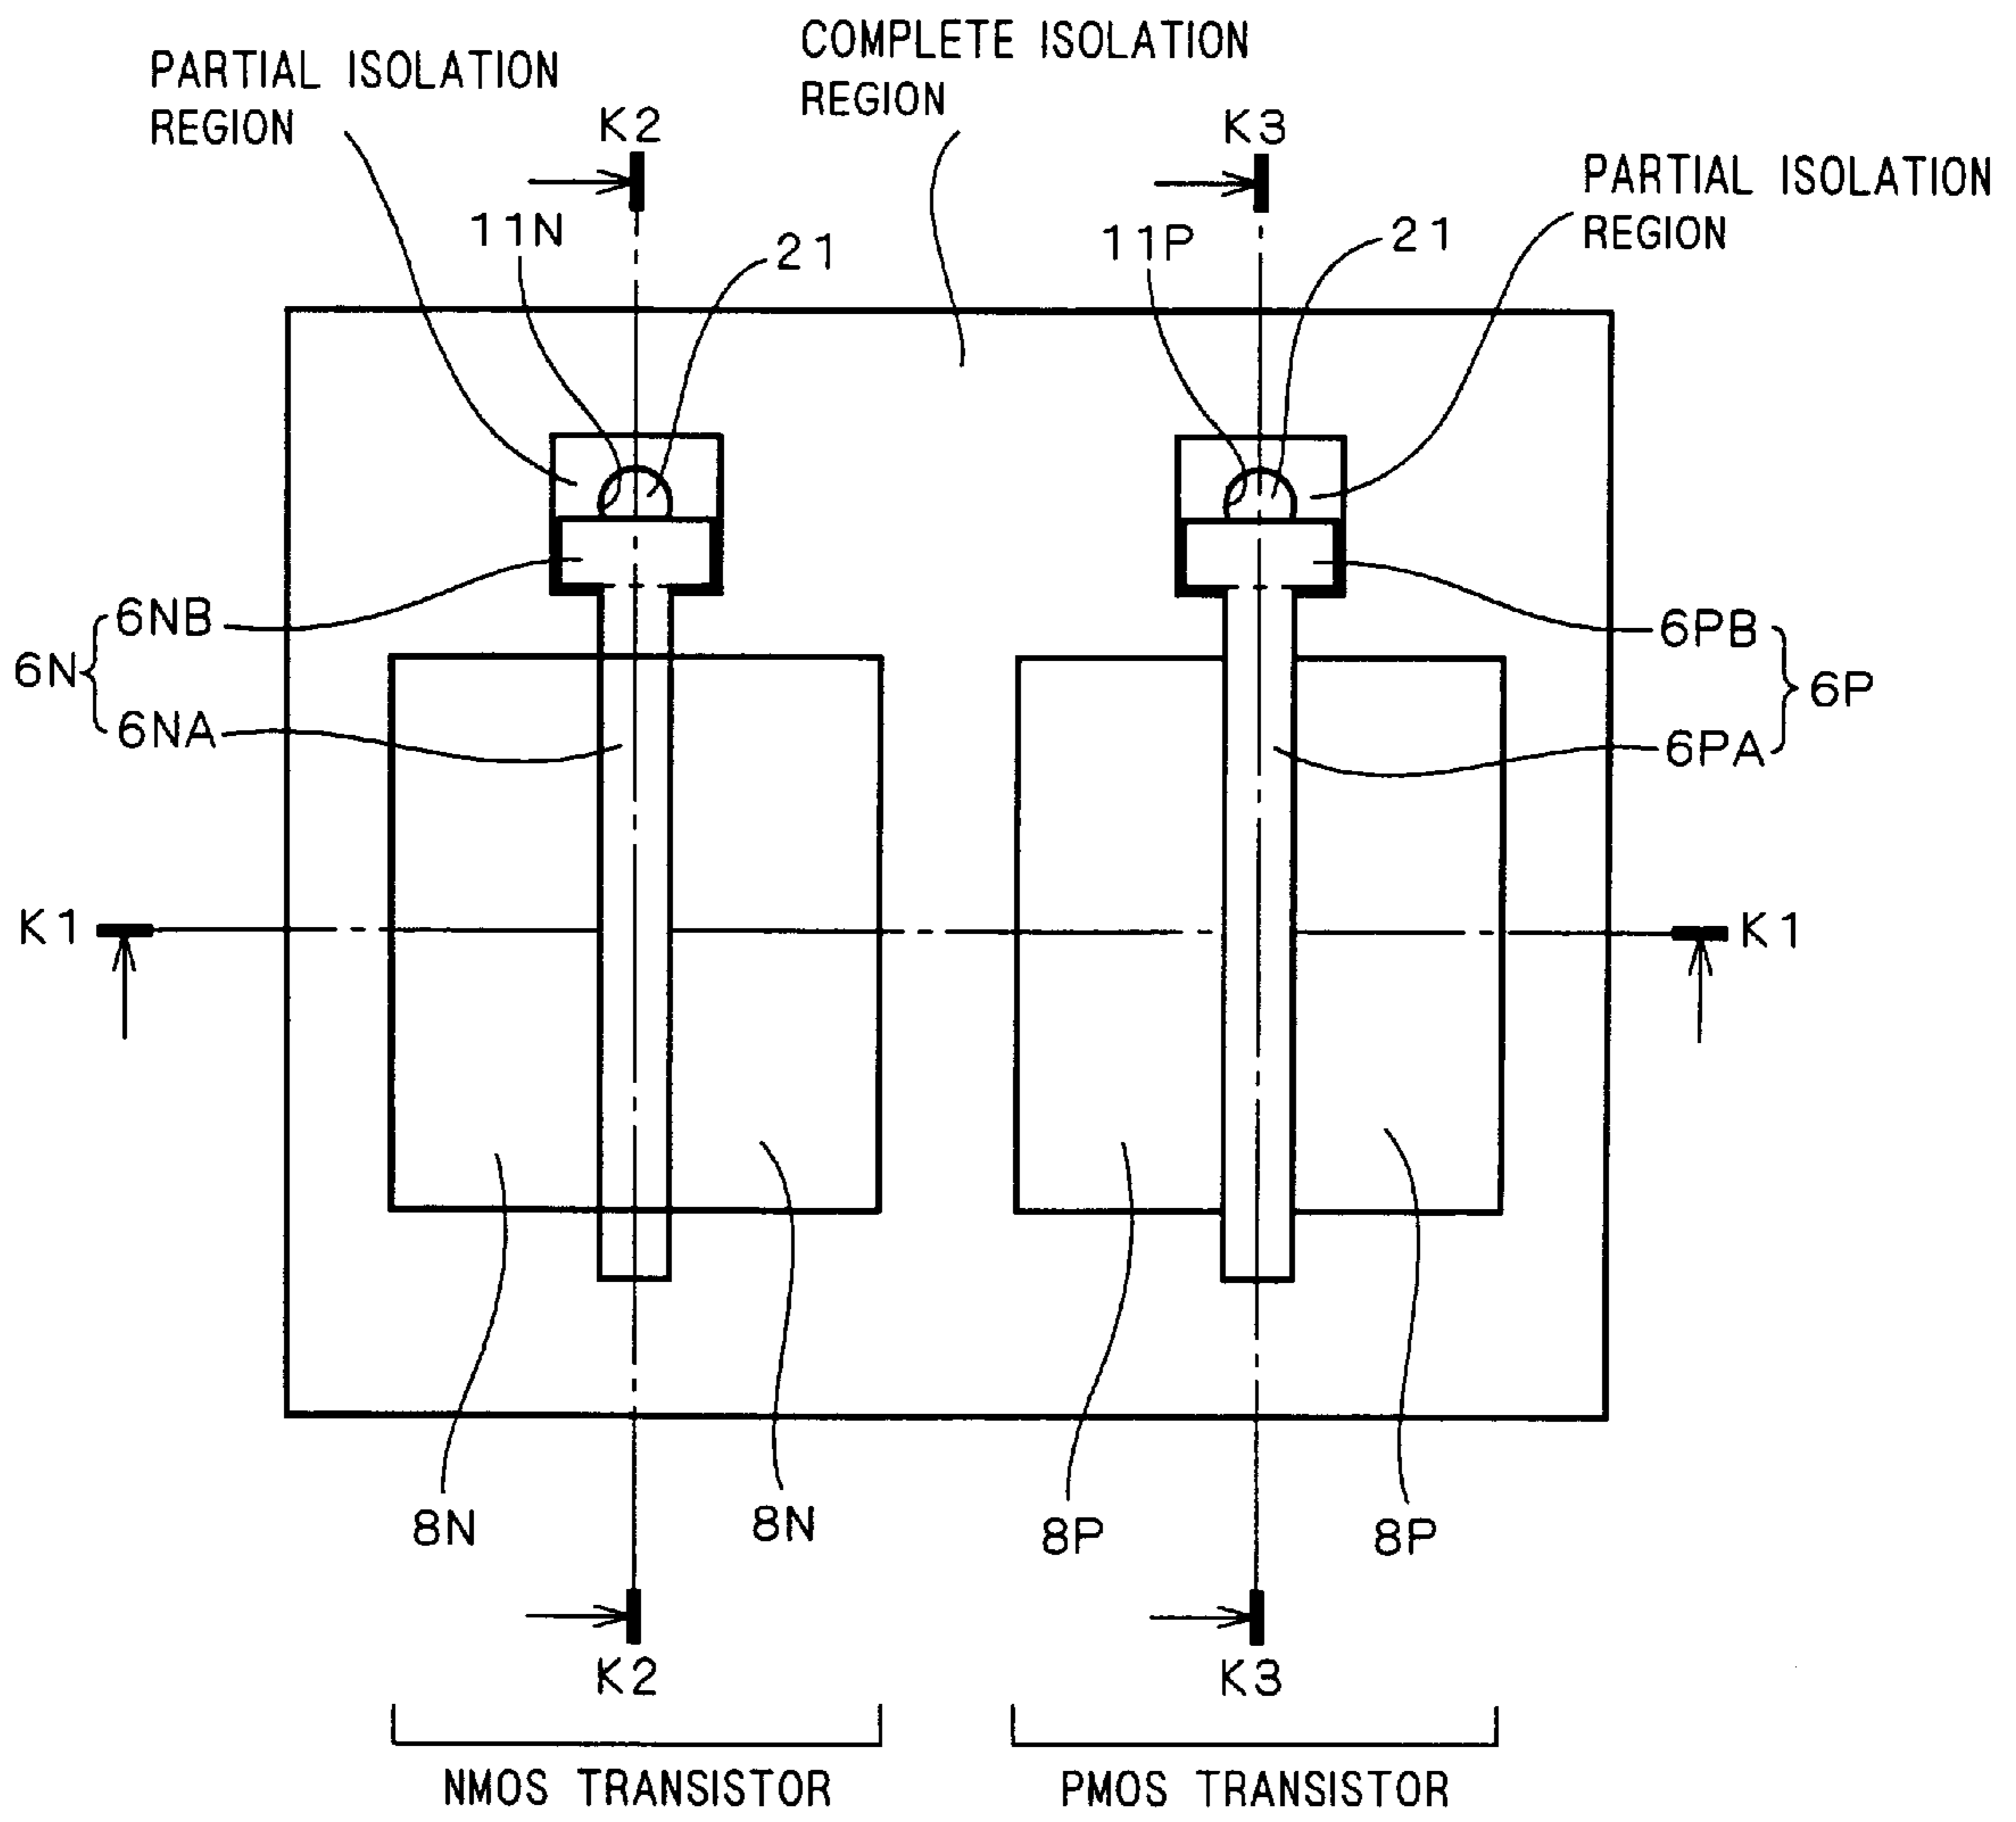 COMPLETE ISOLATION
REGION
PARTIAL ISOLATION
REGION
K2
K3
PARTIAL ISOLATION
REGION
11N
21
11P
21
6NB
6N
6NA
6PB
6P
6PA
K1
K1
8N
8N
8P
8P
K2
K3
NMOS TRANSISTOR
PMOS TRANSISTOR